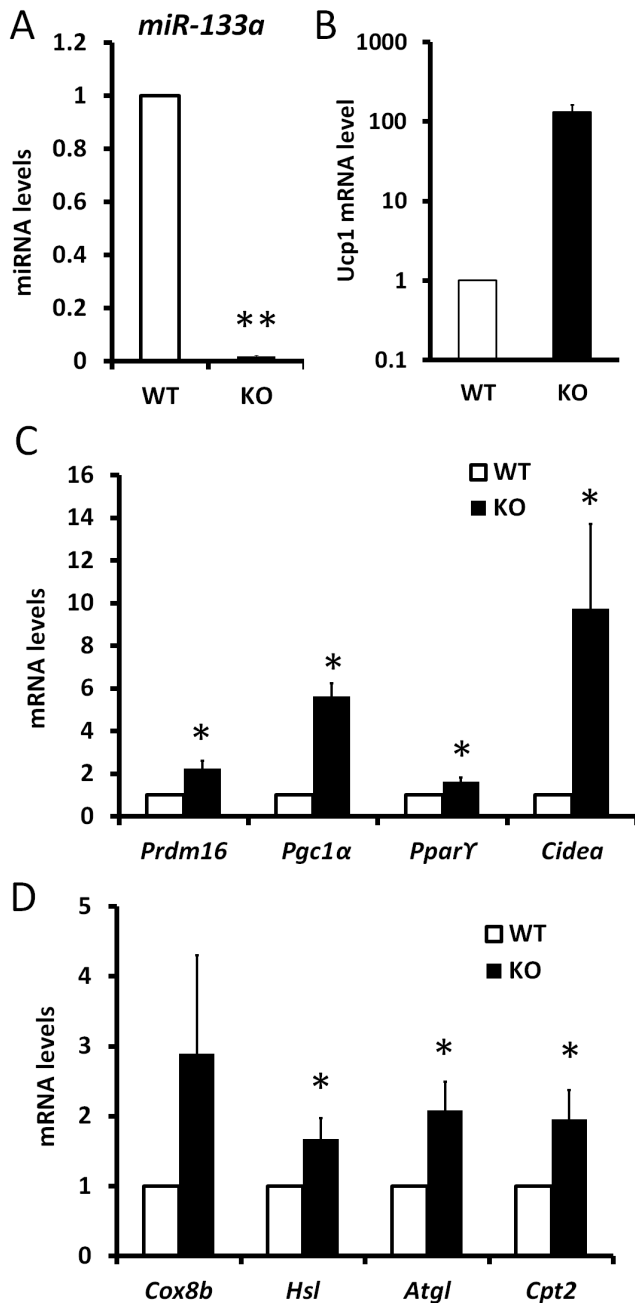 A
miR-133a
miRNA levels
1.2
1
0.8
0.6
0.4
0.2
0
**
WT
KO
B
Ucp1 mRNA level
1000
100
10
1
0.1
WT
KO
C
mRNA levels
16
14
12
10
8
6
4
2
0
WT
KO
*
*
*
*
Prdm16
Pgc1α
Pparϒ
Cidea
D
mRNA levels
5
4
3
2
1
0
WT
KO
*
*
*
Cox8b
Hsl
Atgl
Cpt2